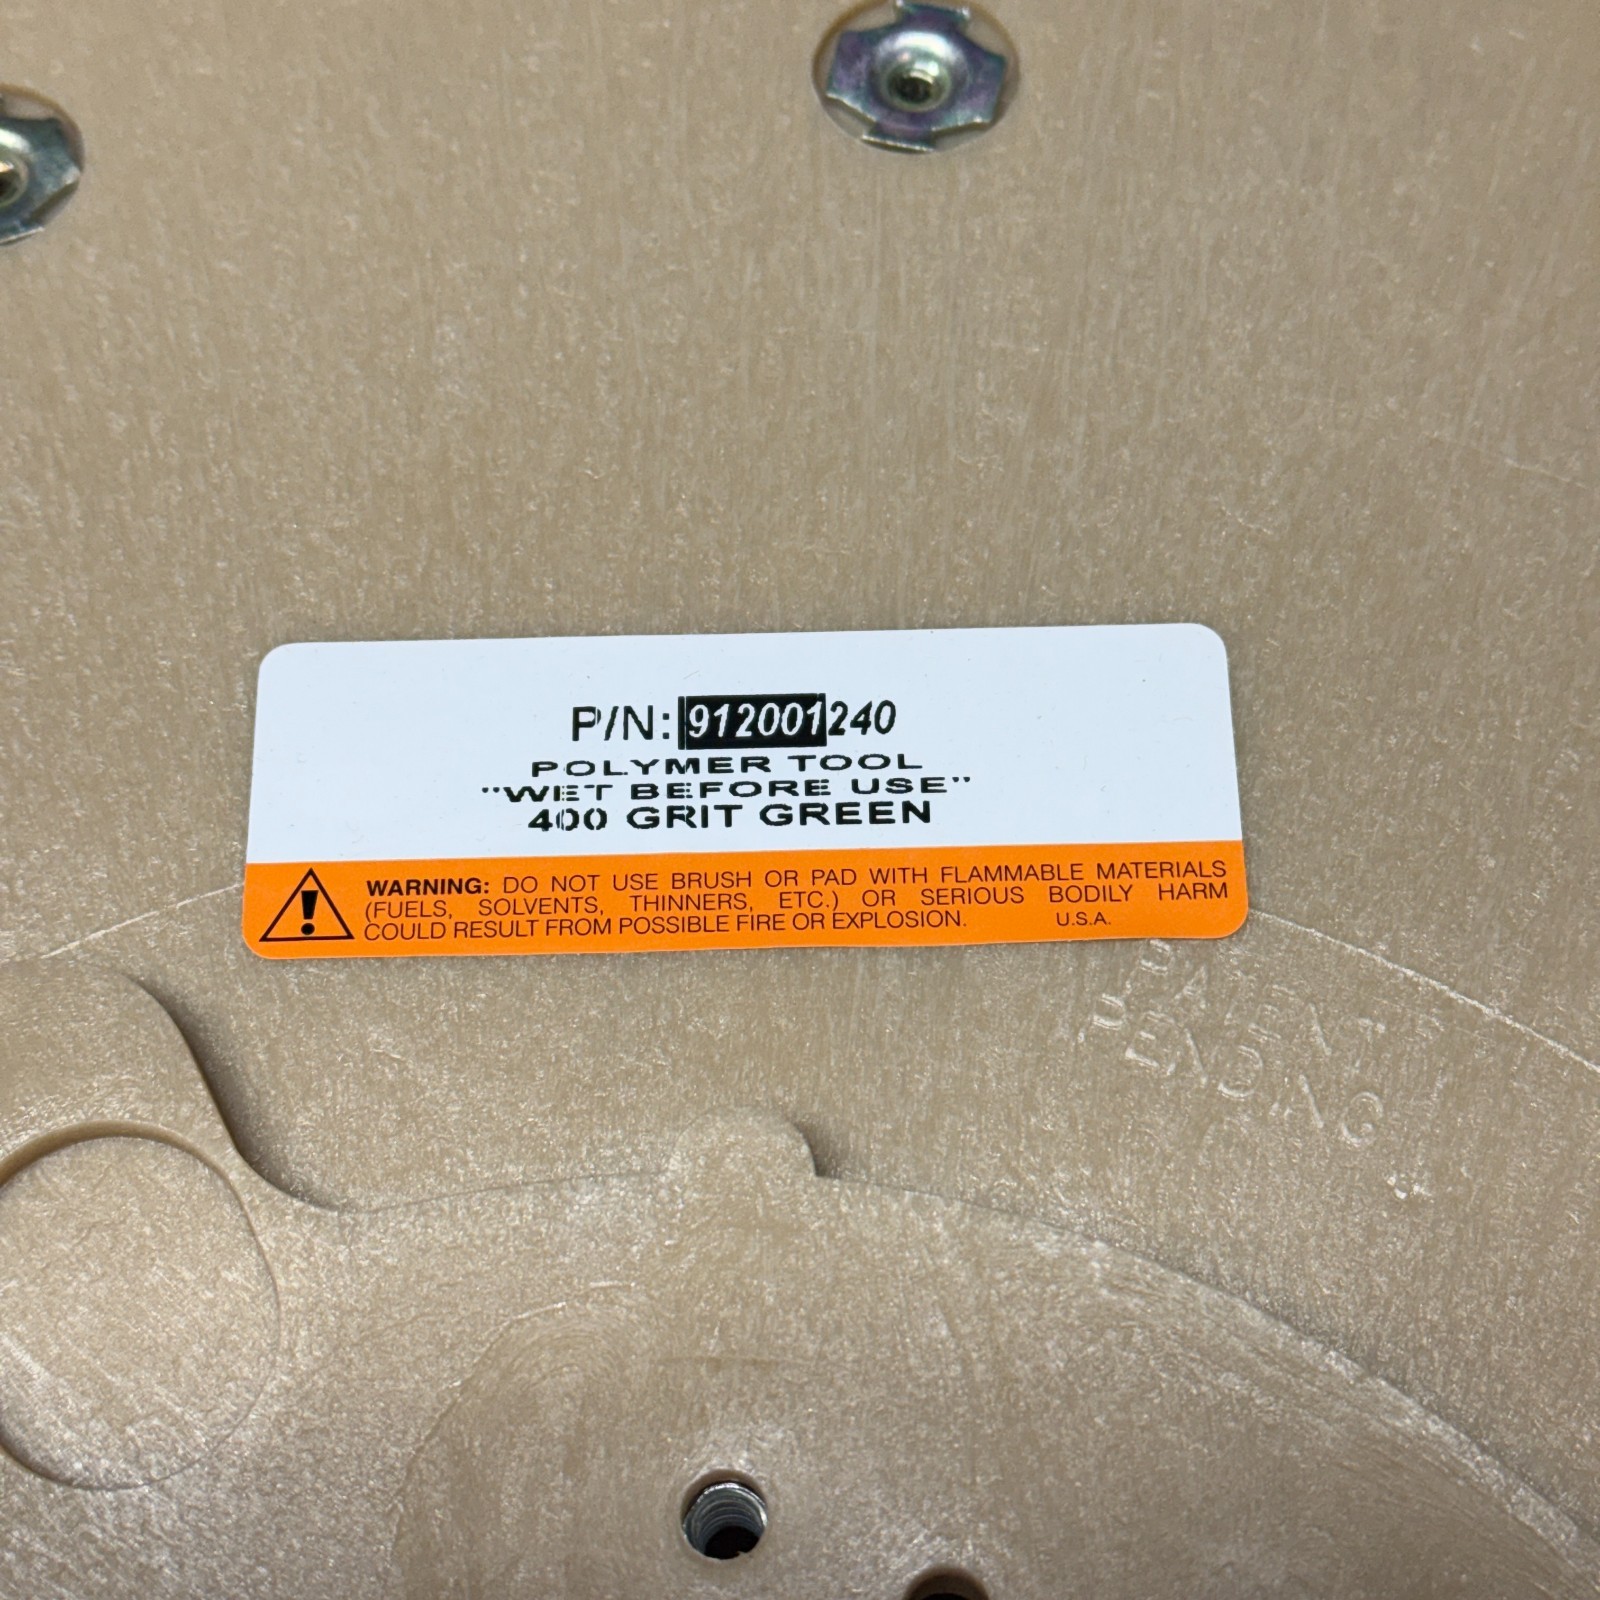 P/N: 912001240
POLYMER TOOL
"WET BEFORE USE"
400 GRIT GREEN
WARNING: DO NOT USE BRUSH OR PAD WITH FLAMMABLE MATERIALS
(FUELS, SOLVENTS, THINNERS, ETC.) OR SERIOUS BODILY HARM
COULD RESULT FROM POSSIBLE FIRE OR EXPLOSION. U.S.A.
PATENT
PENDING